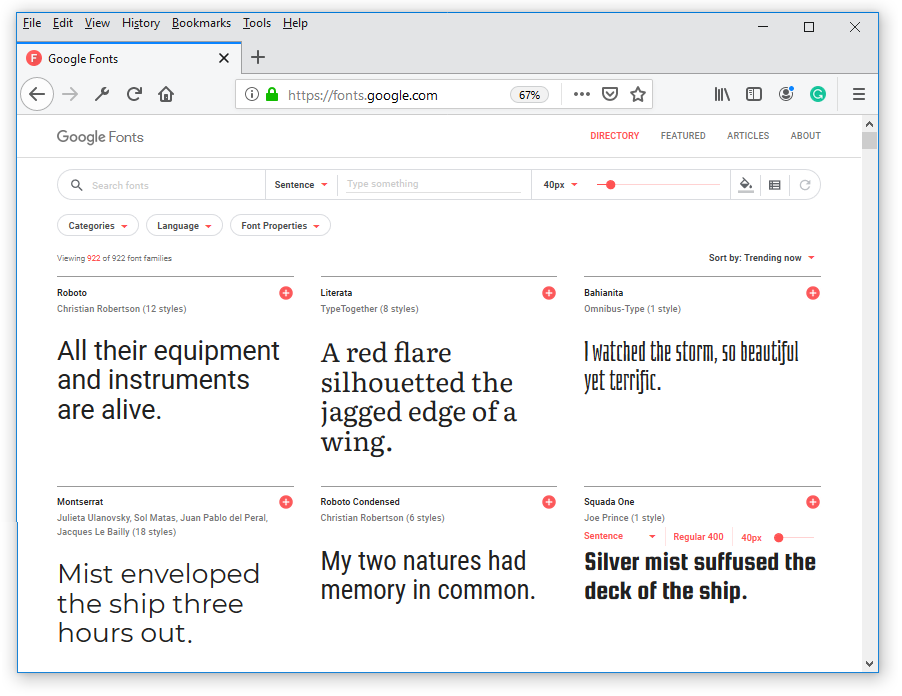 File Edit View History Bookmarks Tools Help
F Google Fonts
https://fonts.google.com 67%
Google Fonts DIRECTORY FEATURED ARTICLES ABOUT
Search fonts Sentence Type something 40px
Categories Language Font Properties
Viewing 922 of 922 font families Sort by: Trending now
Roboto
Christian Robertson (12 styles)
All their equipment
and instruments
are alive.
Literata
TypeTogether (8 styles)
A red flare
silhouetted the
jagged edge of a
wing.
Bahianita
Omnibus-Type (1 style)
I watched the storm, so beautiful
yet terrific.
Montserrat
Julieta Ulanovsky, Sol Matas, Juan Pablo del Peral,
Jacques Le Bailly (18 styles)
Mist enveloped
the ship three
hours out.
Roboto Condensed
Christian Robertson (6 styles)
My two natures had
memory in common.
Squada One
Joe Prince (1 style)
Sentence Regular 400 40px
Silver mist suffused the
deck of the ship.